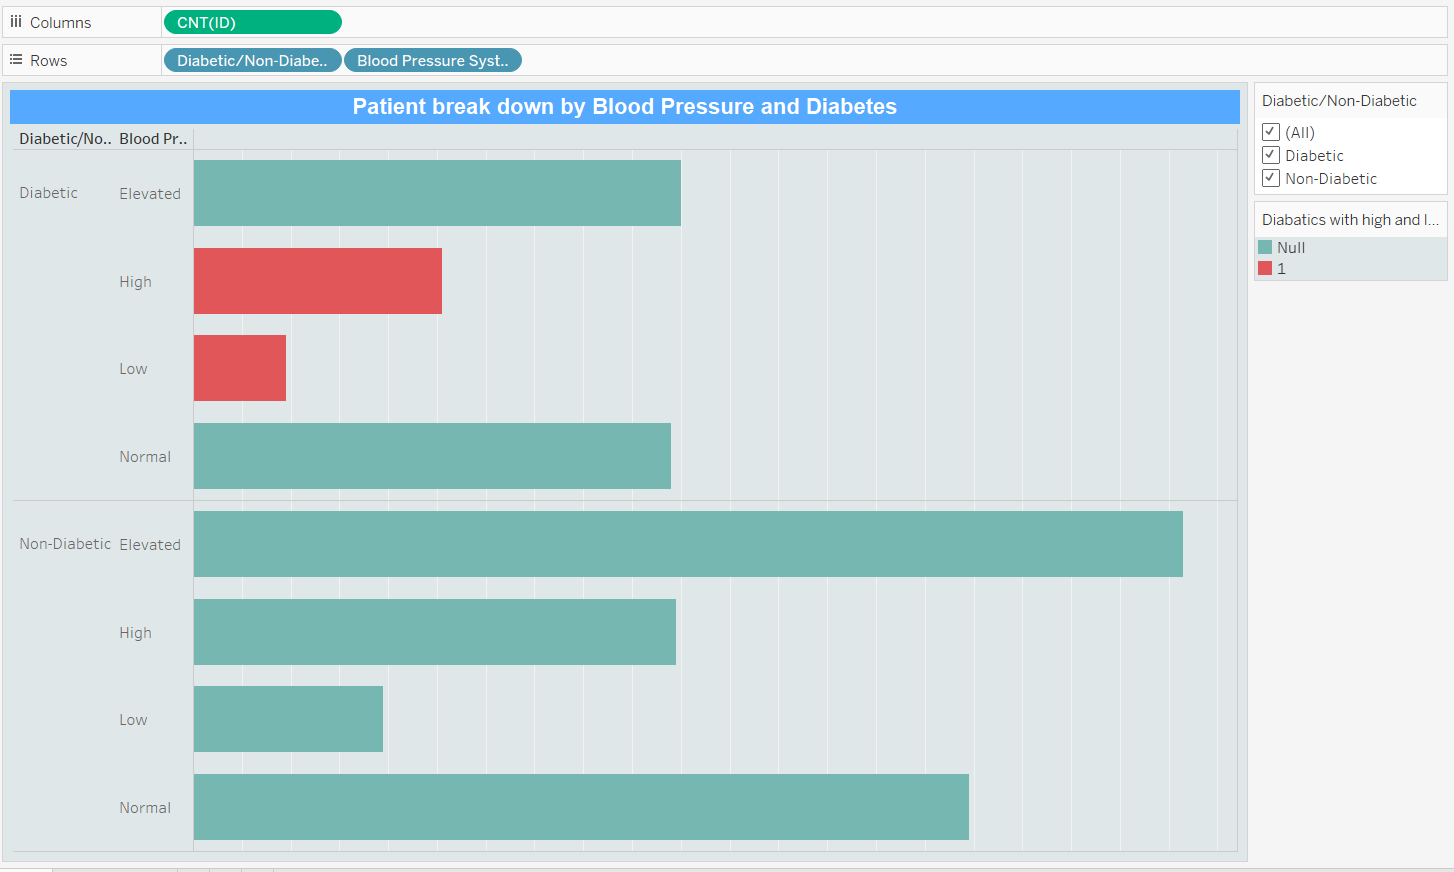 Columns CNT(ID)
Rows Diabetic/Non-Diabe.. Blood Pressure Syst..
Patient break down by Blood Pressure and Diabetes
Diabetic/No.. Blood Pr..
Diabetic Elevated
High
Low
Normal
Non-Diabetic Elevated
High
Low
Normal
Diabetic/Non-Diabetic
(All)
Diabetic
Non-Diabetic
Diabatics with high and l...
Null
1